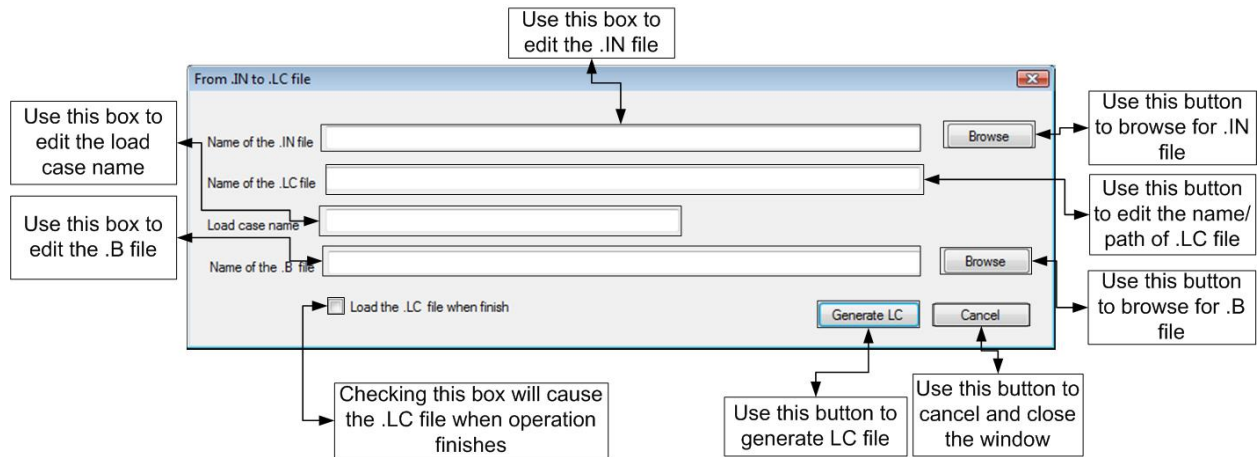 Use this box to
edit the .IN file
From .IN to .LC file
Use this box to
edit the load
case name
Name of the .IN file
Browse
Use this button
to browse for .IN
file
Name of the .LC file
Use this button
to edit the name/
path of .LC file
Load case name
Use this box to
edit the .B file
Name of the .B file
Browse
Use this button
to browse for .B
file
Load the .LC file when finish
Generate LC
Cancel
Checking this box will cause
the .LC file when operation
finishes
Use this button to
generate LC file
Use this button to
cancel and close
the window